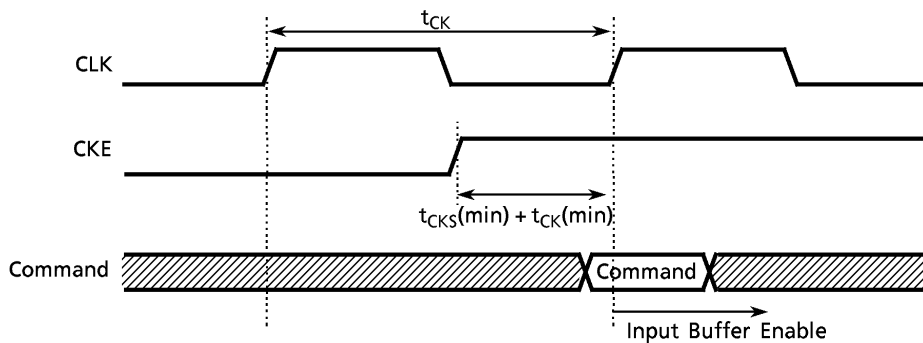 tCK
CLK
CKE
tCKS(min) + tCK(min)
Command
Command
Input Buffer Enable